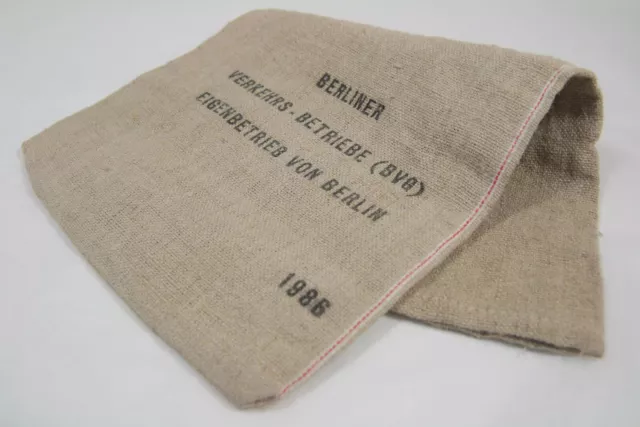 BERLINER
VERKEHRS-BETRIEBE (BVG)
EIGENBETRIEB VON BERLIN
1986